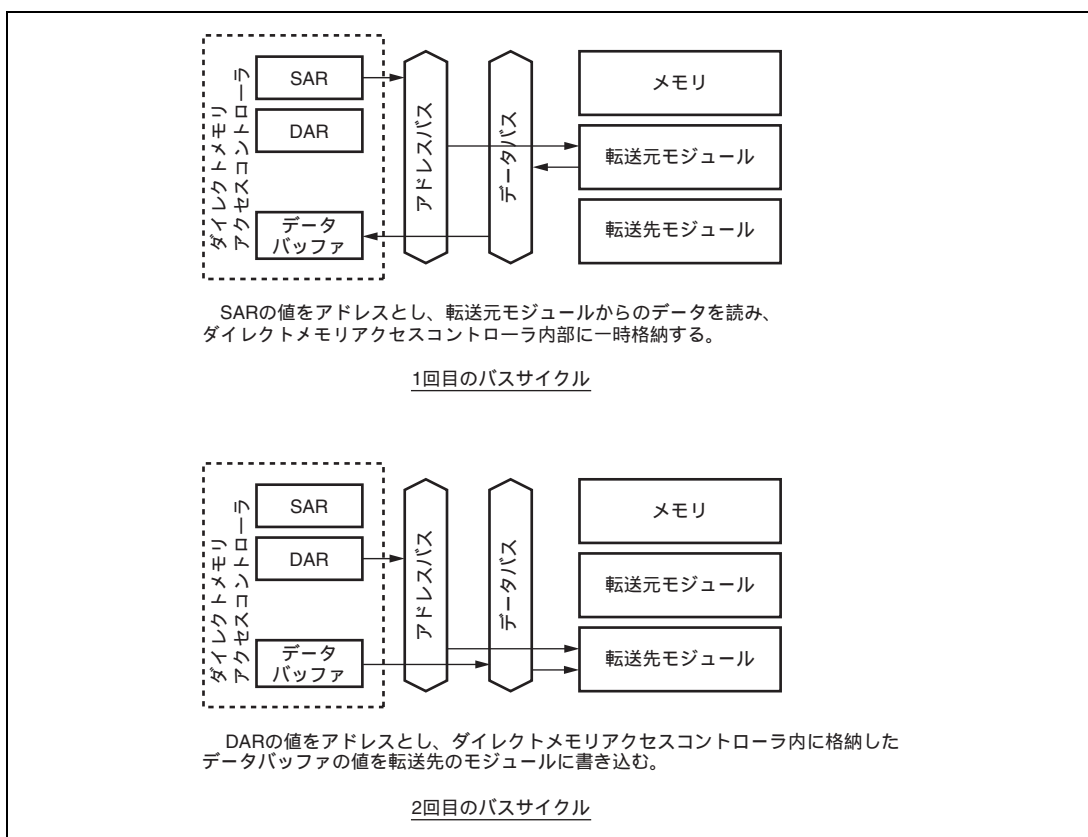 ダイレクトメモリ
アクセスコントローラ
SAR
DAR
データ
バッファ
アドレスバス
データバス
メモリ
転送元モジュール
転送先モジュール
SARの値をアドレスとし、転送元モジュールからのデータを読み、
ダイレクトメモリアクセスコントローラ内部に一時格納する。
1回目のバスサイクル
ダイレクトメモリ
アクセスコントローラ
SAR
DAR
データ
バッファ
アドレスバス
データバス
メモリ
転送元モジュール
転送先モジュール
DARの値をアドレスとし、ダイレクトメモリアクセスコントローラ内に格納した
データバッファの値を転送先のモジュールに書き込む。
2回目のバスサイクル